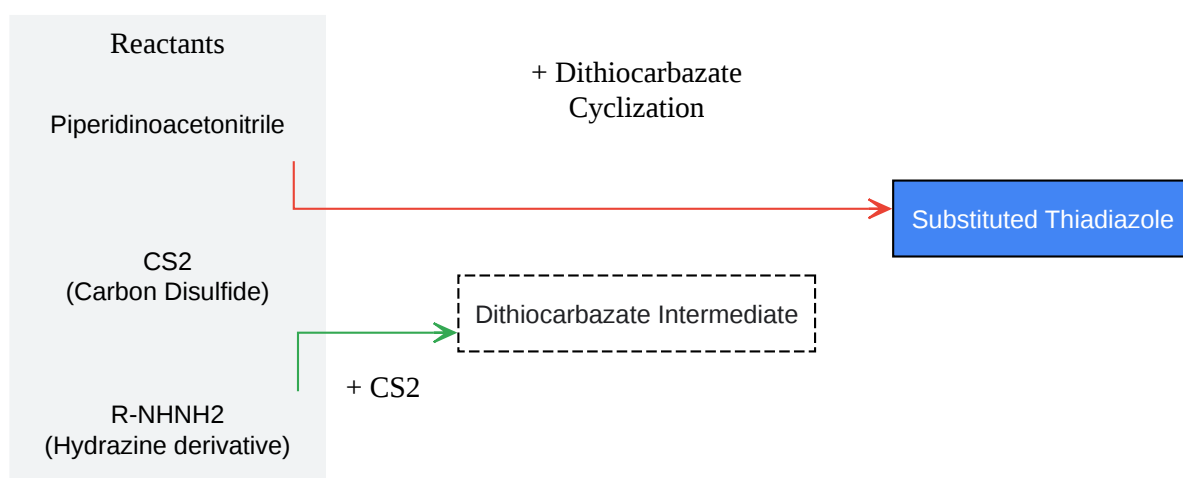 Reactants
+ Dithiocarbazate
Cyclization
Piperidinoacetonitrile
Substituted Thiadiazole
CS2
(Carbon Disulfide)
Dithiocarbazate Intermediate
+ CS2
R-NHNH2
(Hydrazine derivative)